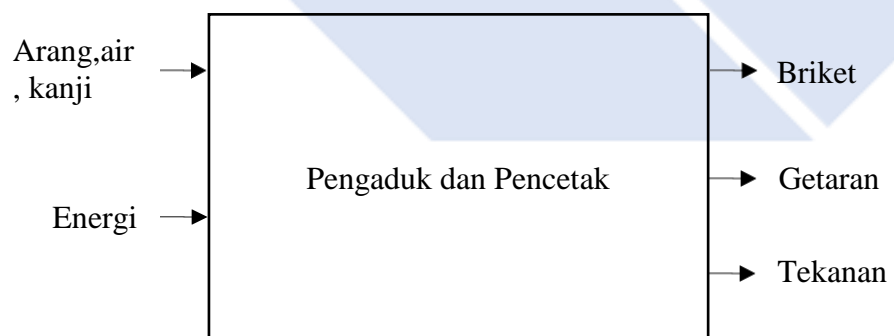 Arang,air
, kanji
Energi
Pengaduk dan Pencetak
Briket
Getaran
Tekanan